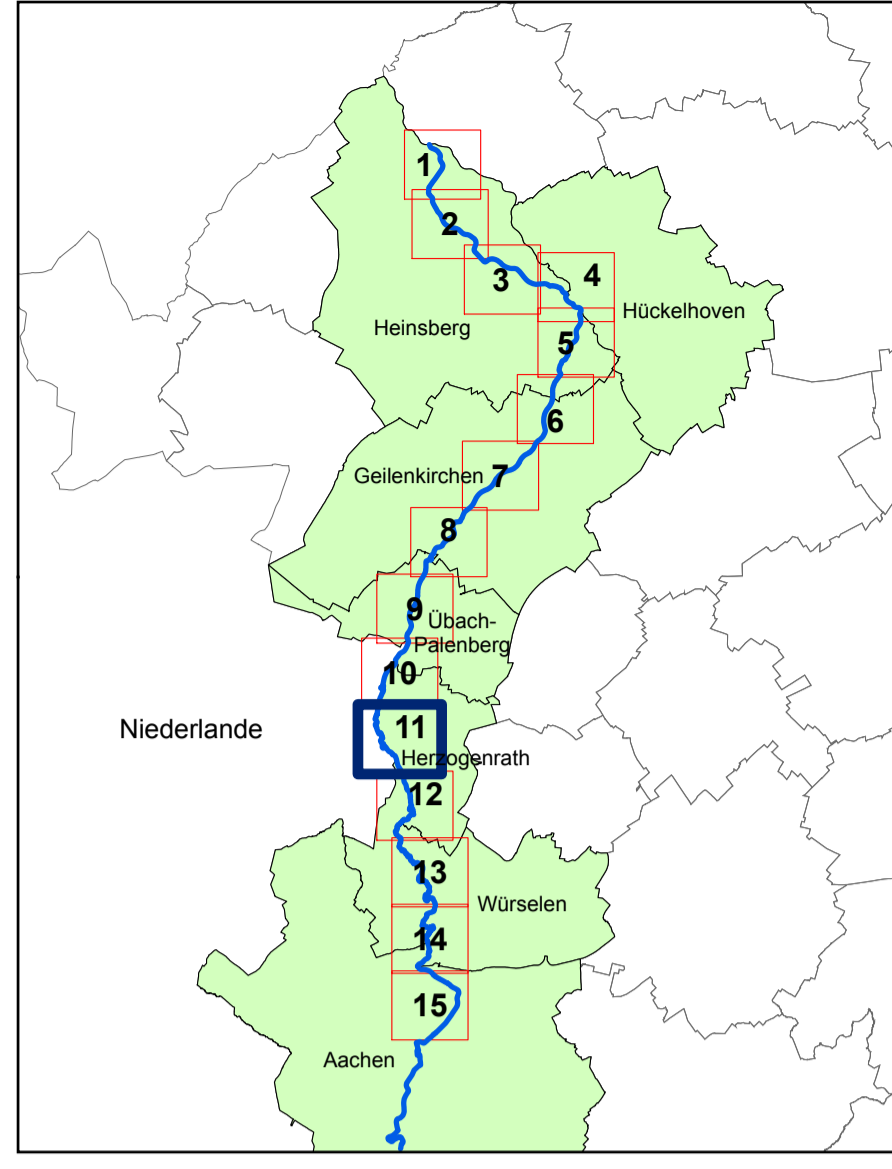 1
2
3
4
Hückelhoven
Heinsberg
5
6
Geilenkirchen
7
8
9
Übach-
Palenberg
10
Niederlande
11
Herzogenrath
12
13
Würselen
14
15
Aachen